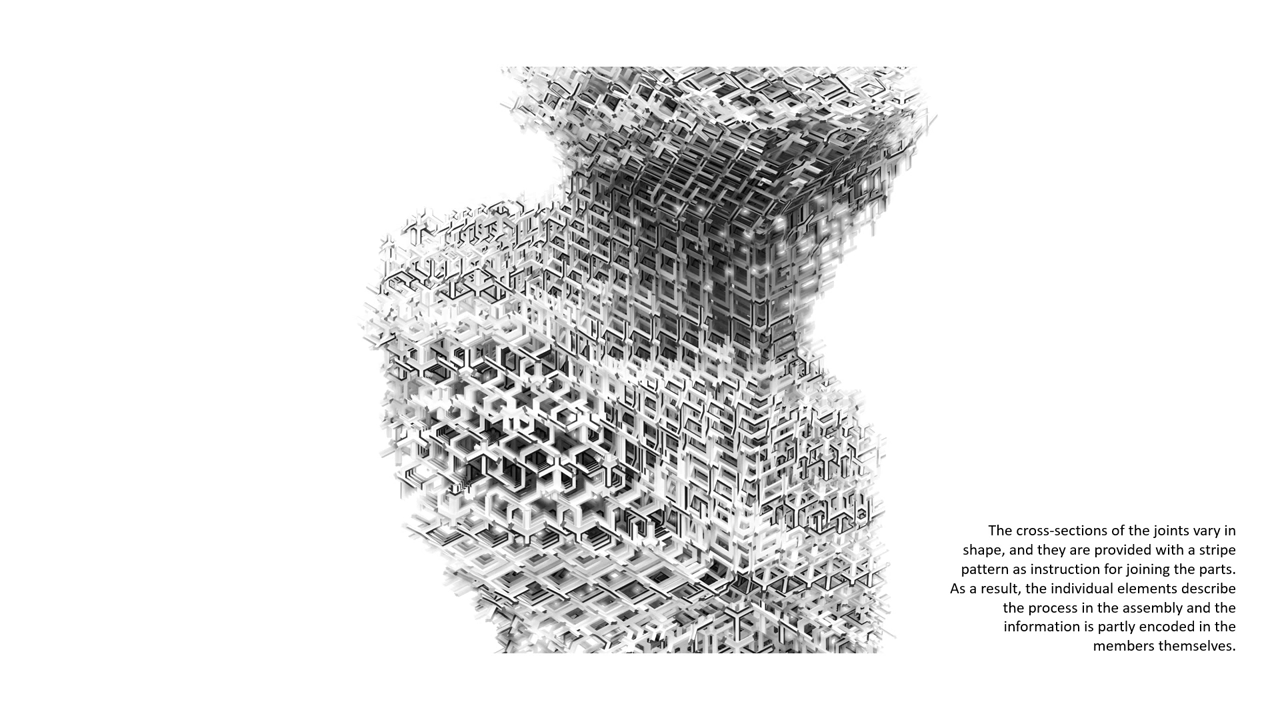 The cross-sections of the joints vary in
shape, and they are provided with a stripe
pattern as instruction for joining the parts.
As a result, the individual elements describe
the process in the assembly and the
information is partly encoded in the
members themselves.